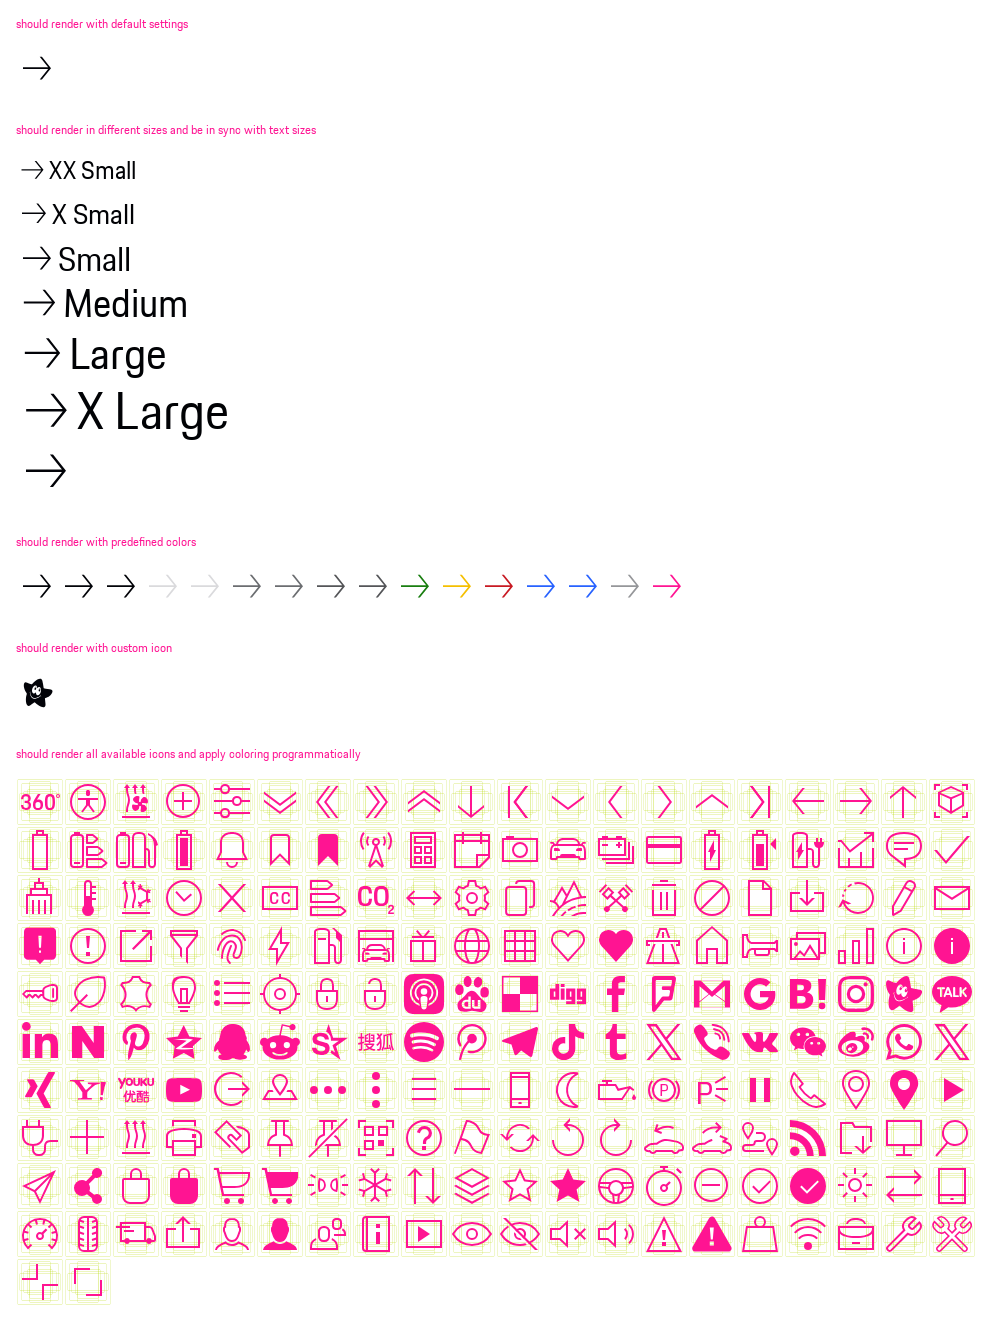 should render with default settings
should render in different sizes and be in sync with text sizes
XX Small
X Small
Small
Medium
Large
X Large
should render with predefined colors
should render with custom icon
should render all available icons and apply coloring programmatically
360°
CC
CO2
du
digg
B!
TALK
in
搜狐
Y!
YOUKU
优酷
P
P